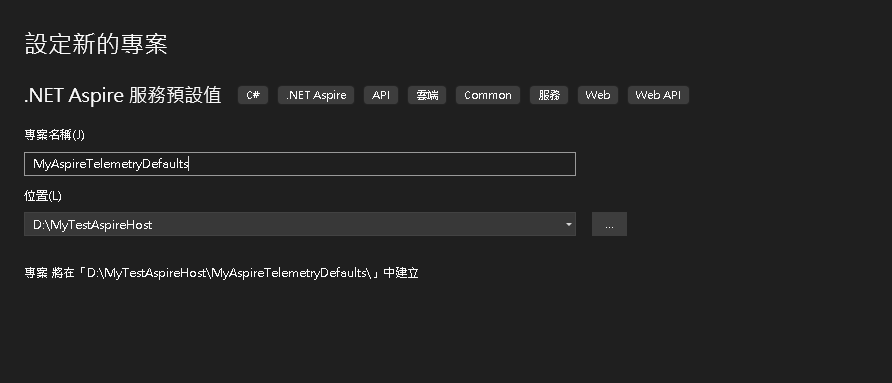 設定新的專案
.NET Aspire 服務預設值 C# .NET Aspire API 雲端 Common 服務 Web Web API
專案名稱(J)
MyAspireTelemetryDefaults
位置(L)
D:\MyTestAspireHost ...
專案 將在「D:\MyTestAspireHost\MyAspireTelemetryDefaults\」中建立